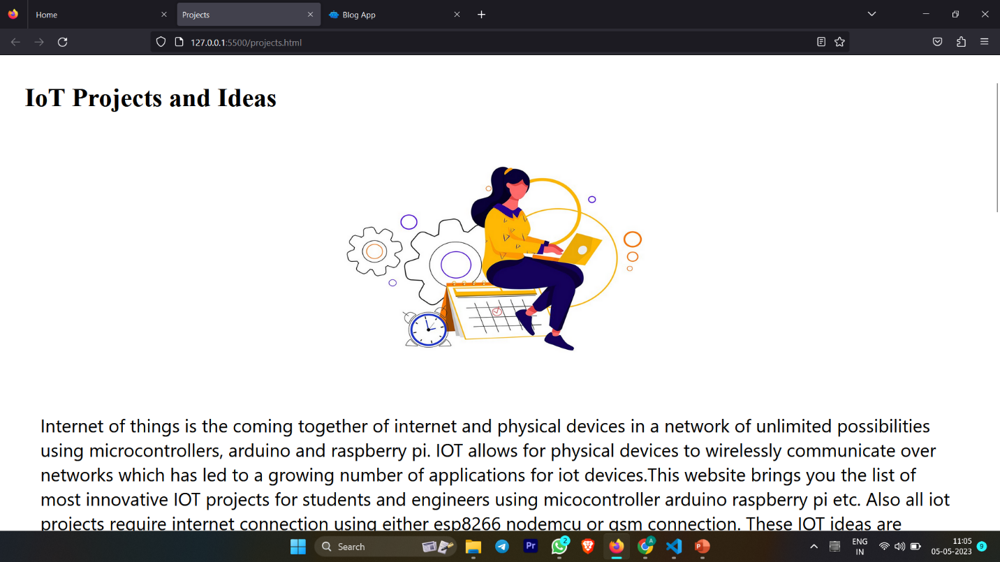 Home
Projects
Blog App
127.0.0.1:5500/projects.html
IoT Projects and Ideas
Internet of things is the coming together of internet and physical devices in a network of unlimited possibilities
using microcontrollers, arduino and raspberry pi. IOT allows for physical devices to wirelessly communicate over
networks which has led to a growing number of applications for iot devices.This website brings you the list of
most innovative IOT projects for students and engineers using micocontroller arduino raspberry pi etc. Also all iot
projects require internet connection using either esp8266 nodemcu or gsm connection. These IOT ideas are
Search
Pr
2
A
P
ENG
IN
11:05
05-05-2023
9